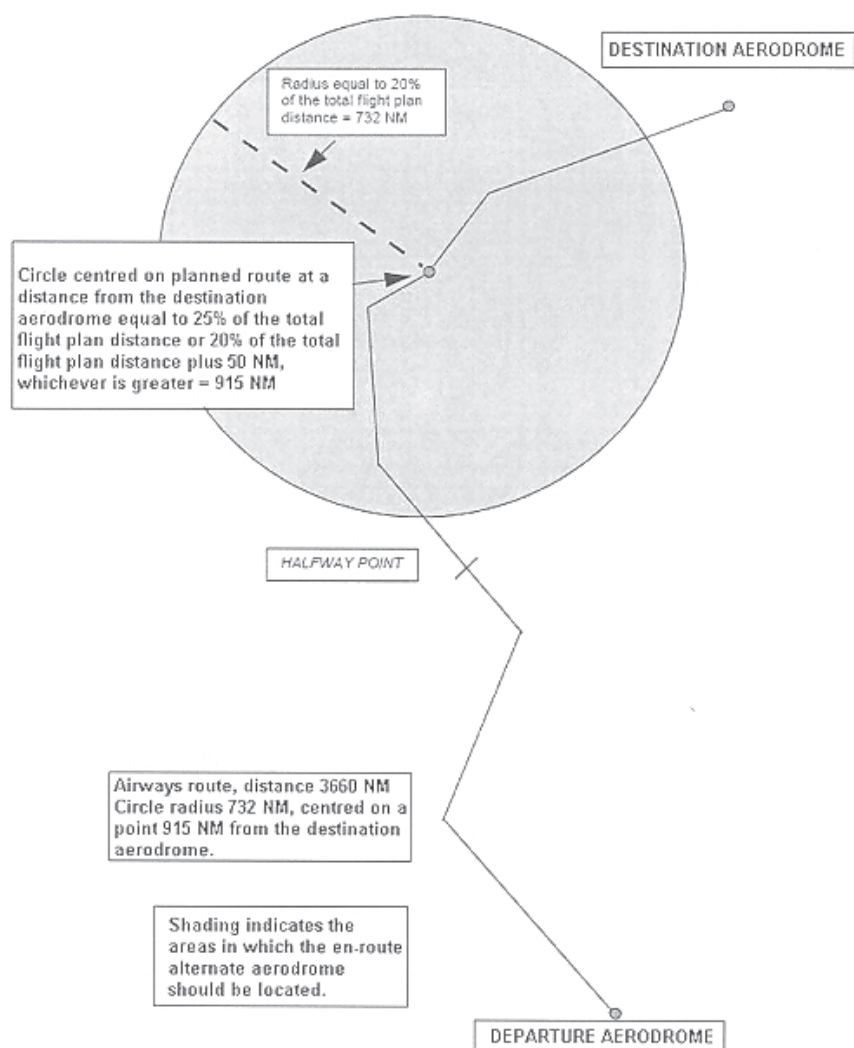 DESTINATION AERODROME
Radius equal to 20%
of the total flight plan
distance = 732 NM
Circle centred on planned route at a
distance from the destination
aerodrome equal to 25% of the total
flight plan distance or 20% of the total
flight plan distance plus 50 NM,
whichever is greater = 915 NM
HALFWAY POINT
Airways route, distance 3660 NM
Circle radius 732 NM, centred on a
point 915 NM from the destination
aerodrome.
Shading indicates the
areas in which the en-route
alternate aerodrome
should be located.
DEPARTURE AERODROME